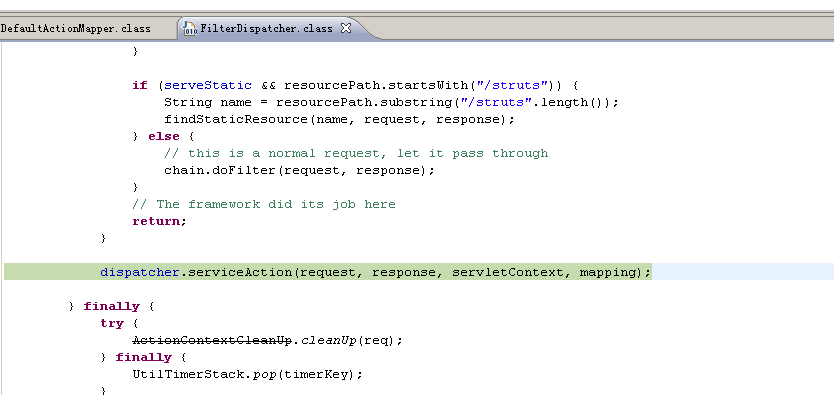 DefaultActionMapper.class FilterDispatcher.class
}
if (serveStatic && resourcePath.startsWith("/struts")) {
String name = resourcePath.substring("/struts".length());
findStaticResource(name, request, response);
} else {
// this is a normal request, let it pass through
chain.doFilter(request, response);
}
// The framework did its job here
return;
}
dispatcher.serviceAction(request, response, servletContext, mapping);
} finally {
try {
ActionContextCleanUp.cleanUp(req);
} finally {
UtilTimerStack.pop(timerKey);
}